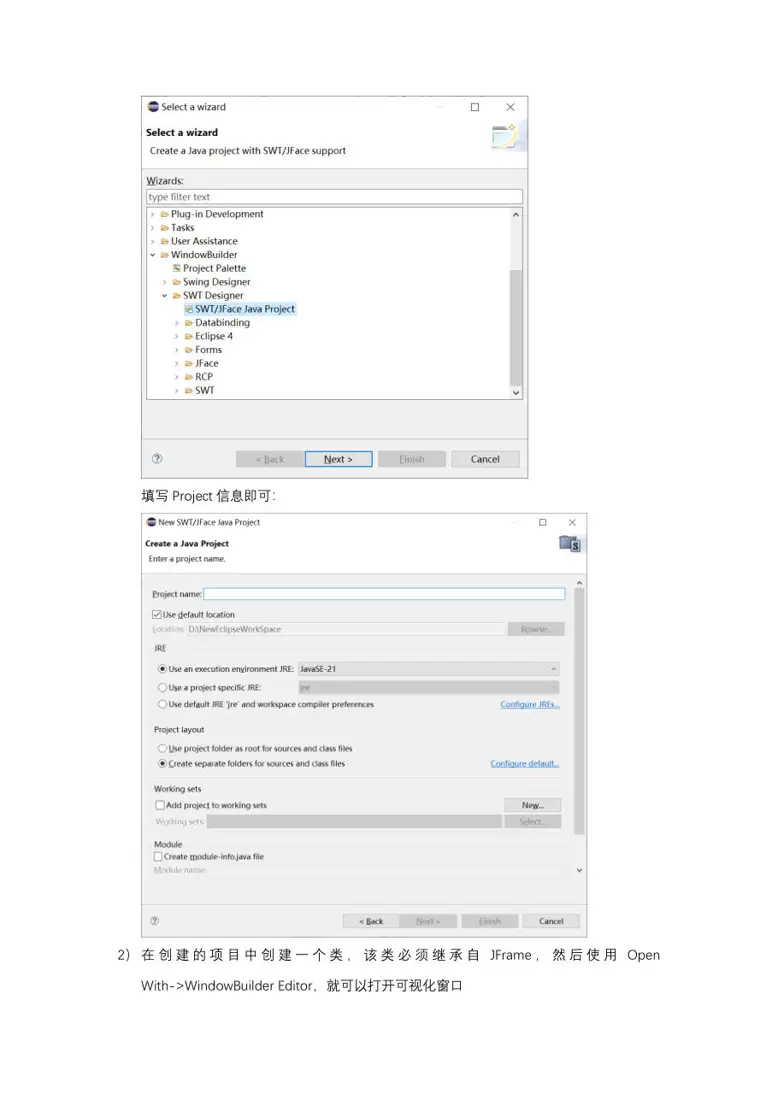 Select a wizard
Select a wizard
Create a Java project with SWT/JFace support
Wizards:
type filter text
Plug-in Development
Tasks
User Assistance
WindowBuilder
Project Palette
Swing Designer
SWT Designer
SWT/JFace Java Project
Databinding
Eclipse 4
Forms
JFace
RCP
SWT
< Back Next > Finish Cancel
填写 Project 信息即可:
New SWT/JFace Java Project
Create a Java Project
Enter a project name.
Project name:
Use default location
Location: D:\NewEclipseWorkSpace Browse...
JRE
Use an execution environment JRE: JavaSE-21
Use a project specific JRE: jre
Use default JRE 'jre' and workspace compiler preferences Configure JREs...
Project layout
Use project folder as root for sources and class files
Create separate folders for sources and class files Configure default...
Working sets
Add project to working sets New...
Working sets: Select...
Module
Create module-info.java file
Module name:
< Back Next > Finish Cancel
2) 在创建的项目中创建一个类，该类必须继承自 JFrame，然后使用 Open
With->WindowBuilder Editor，就可以打开可视化窗口